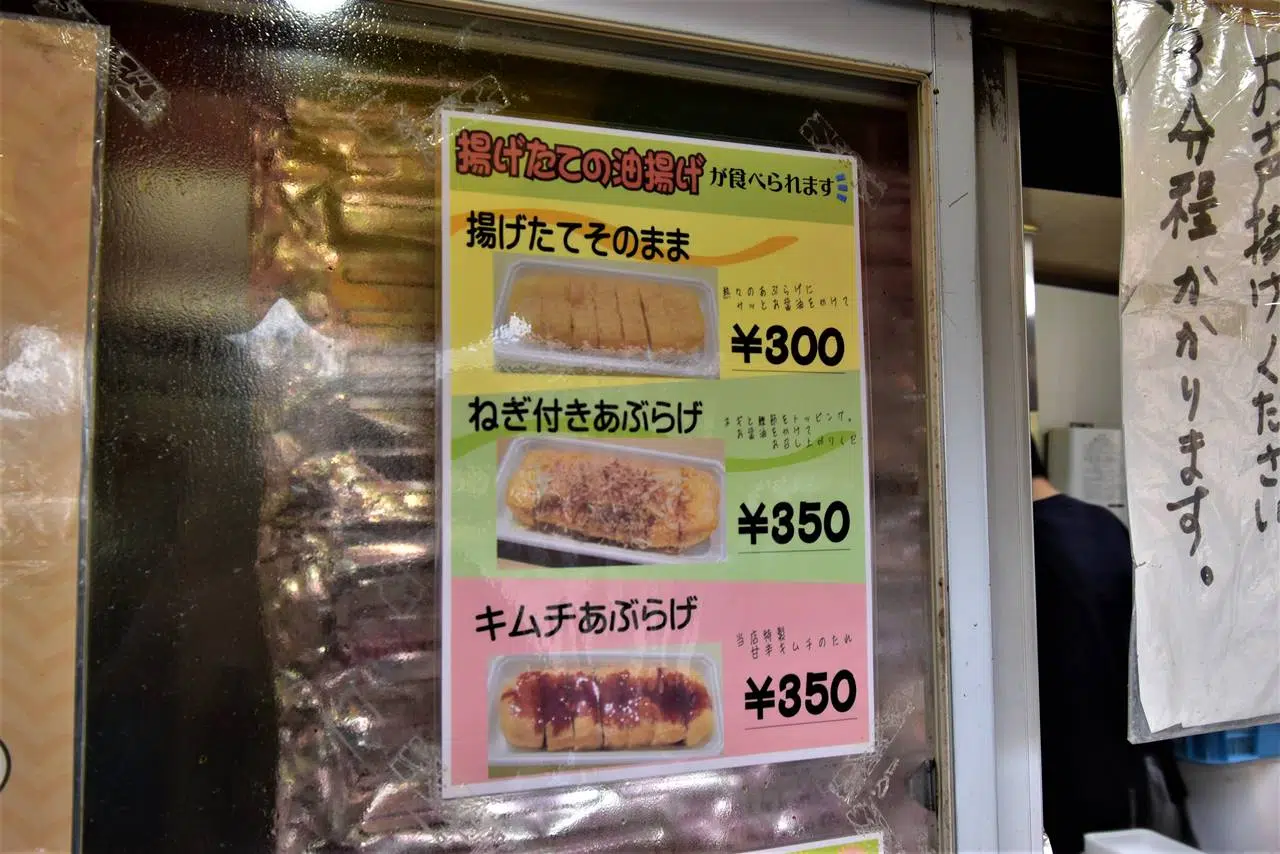 揚げたての油揚げが食べられます
揚げたてそのまま
熱々のあぶらげに
サッとお醤油をかけて
¥300
ねぎ付きあぶらげ
ネギと鰹節をトッピング。
お醤油をかけて
お召し上がりくだ
¥350
キムチあぶらげ
当店特製
甘辛キムチのたれ
¥350
お声掛けください
3分程かかります。